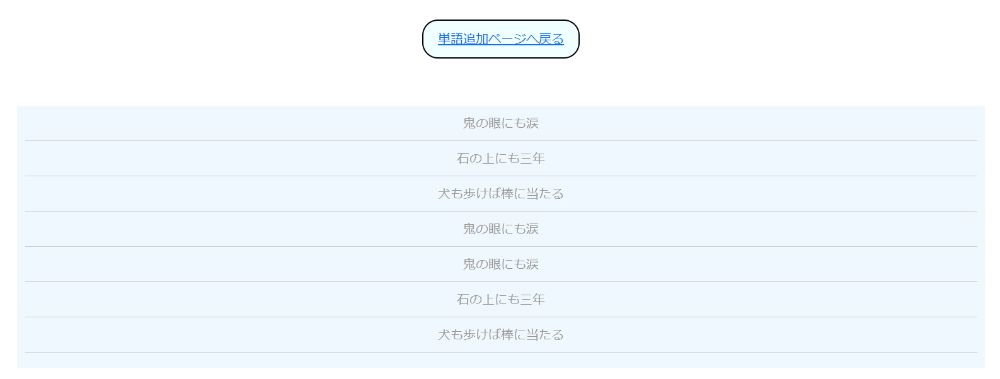 単語追加ページへ戻る
鬼の眼にも涙
石の上にも三年
犬も歩けば棒に当たる
鬼の眼にも涙
鬼の眼にも涙
石の上にも三年
犬も歩けば棒に当たる